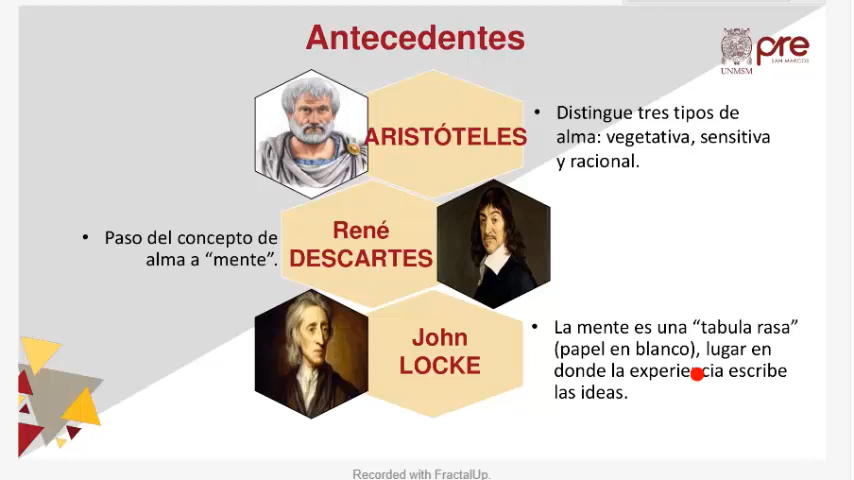 Antecedentes
UNMSM
pre
SAN MARCOS
ARISTÓTELES
• Distingue tres tipos de
alma: vegetativa, sensitiva
y racional.
• Paso del concepto de
alma a “mente”.
René
DESCARTES
John
LOCKE
• La mente es una “tabula rasa”
(papel en blanco), lugar en
donde la experiencia escribe
las ideas.
Recorded with FractalUp.